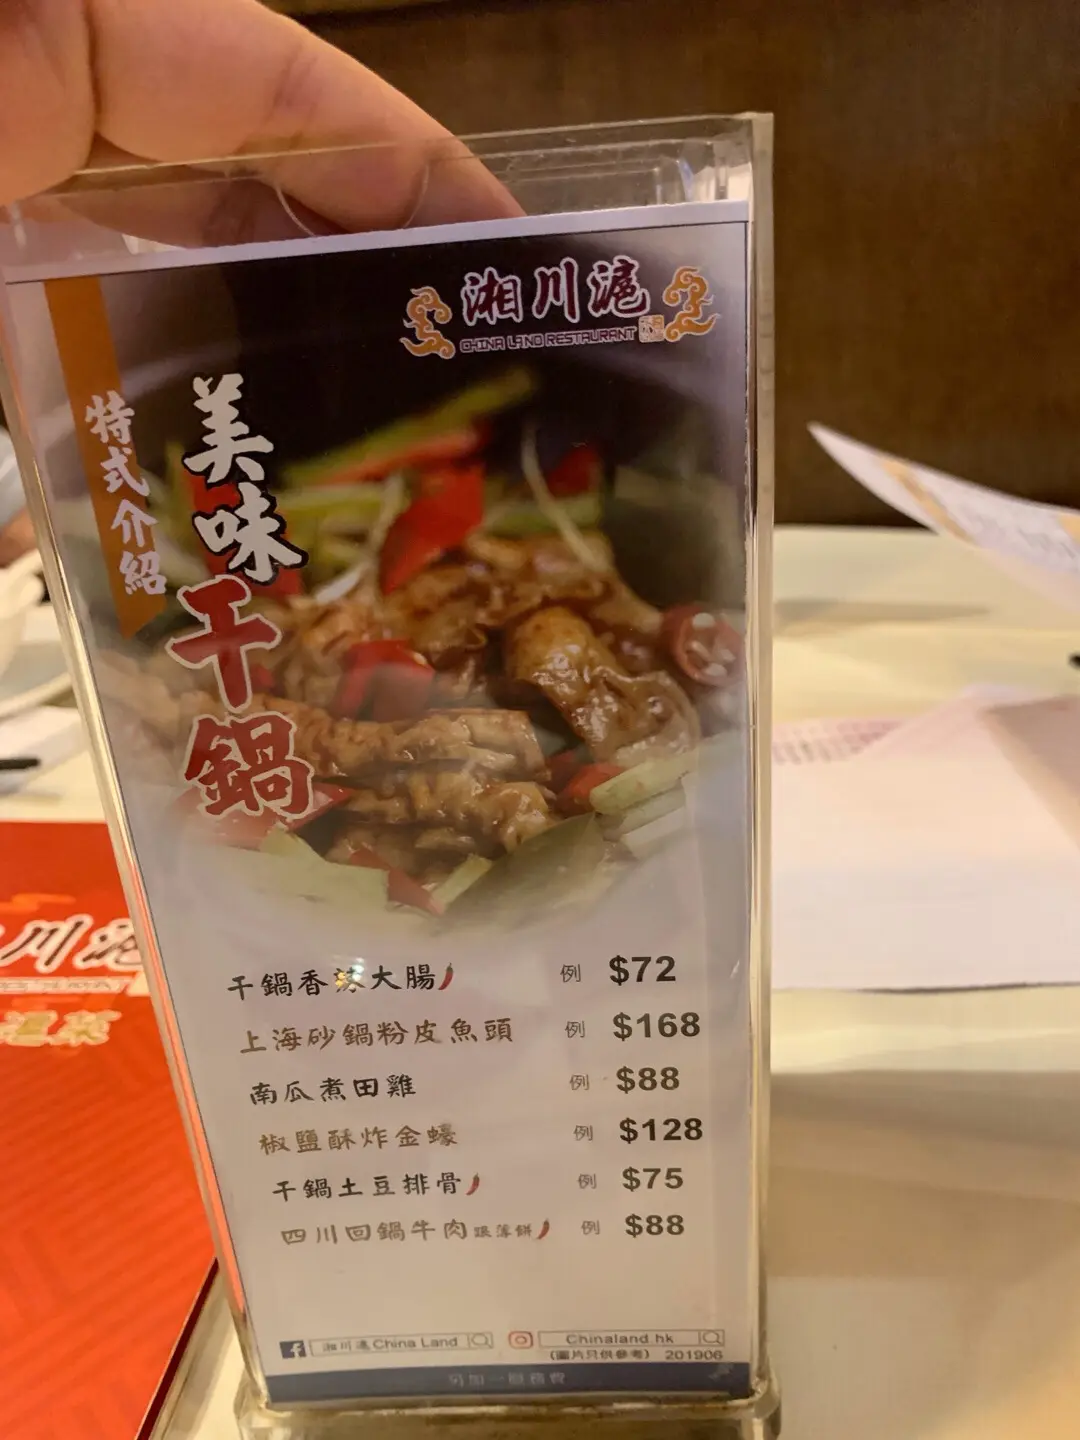 湘川滬
CHINA LAND RESTAURANT
特式介紹
美味
干鍋
干鍋香辣大腸 例 $72
上海砂鍋粉皮魚頭 例 $168
南瓜煮田雞 例 $88
椒鹽酥炸金蠔 例 $128
干鍋土豆排骨 例 $75
四川回鍋牛肉跟薄餅 例 $88
湘川滬 China Land
Chinaland.hk
(圖片只供參考) 201906
另加一服務費
川滬